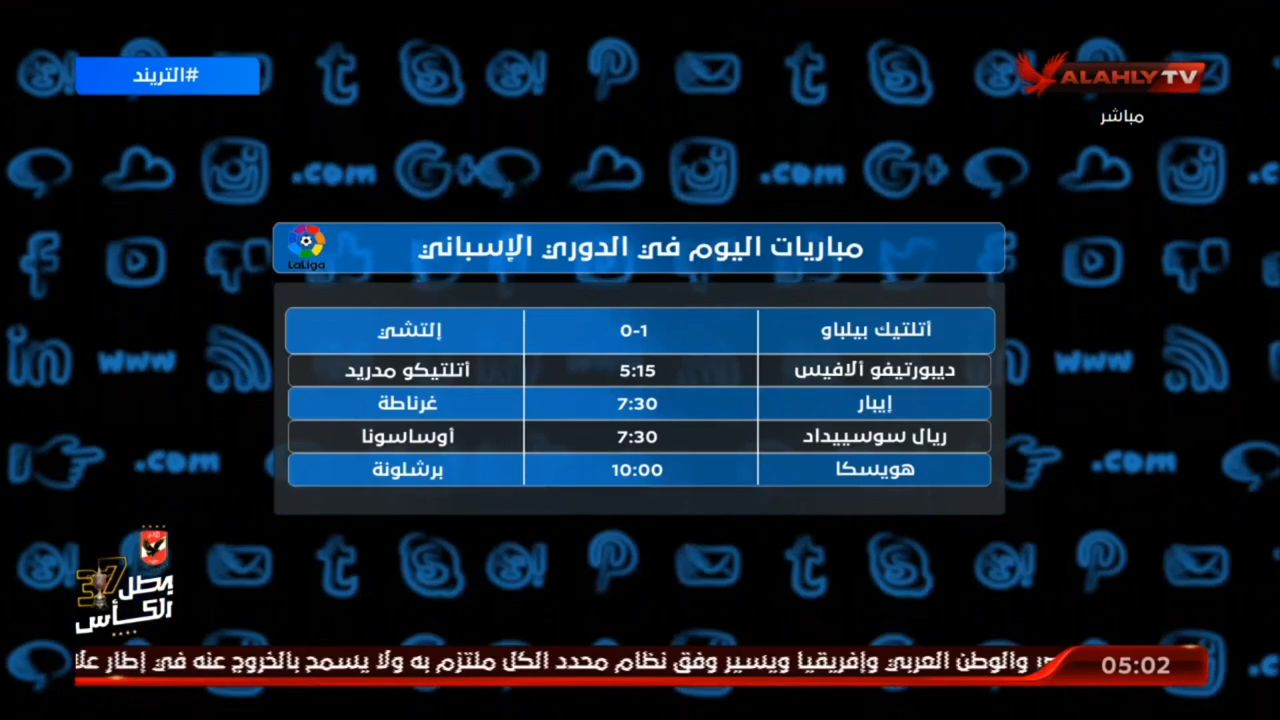 #التريند
ALAHLY TV
مباشر
مباريات اليوم في الدوري الإسباني
LaLiga
أتلتيك بيلباو 0-1 إلتشي
ديبورتيفو ألافيس 5:15 أتلتيكو مدريد
إيبار 7:30 غرناطة
ريال سوسييداد 7:30 أوساسونا
هويسكا 10:00 برشلونة
37
بطل
الكأس
والوطن العربي وإفريقيا ويسير وفق نظام محدد الكل ملتزم به ولا يسمح بالخروج عنه في إطار
05:02